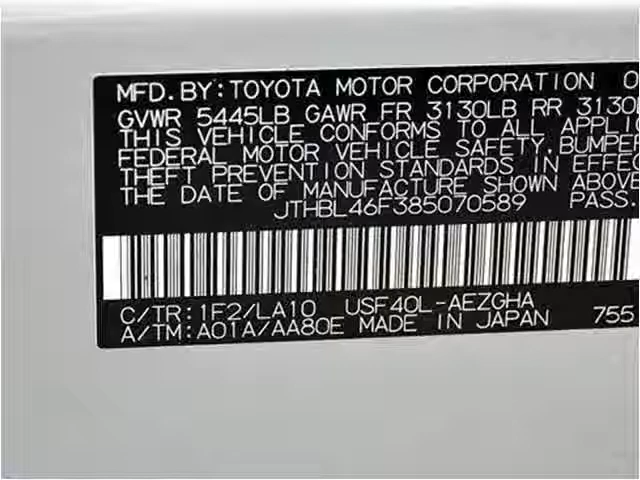 MFD.BY:TOYOTA MOTOR CORPORATION
GVWR 5445LB GAWR FR 3130LB RR 3130
THIS VEHICLE CONFORMS TO ALL
FEDERAL MOTOR VEHICLE SAFETY,
THEFT PREVENTION STANDARDS IN
THE DATE OF MANUFACTURE SHOWN ABOVE
JTHBL46F385070589 PASS.
C/TR:1F2/LA10 USF40L-AEZGHA
A/TM:A01A/AA80E MADE IN JAPAN 755